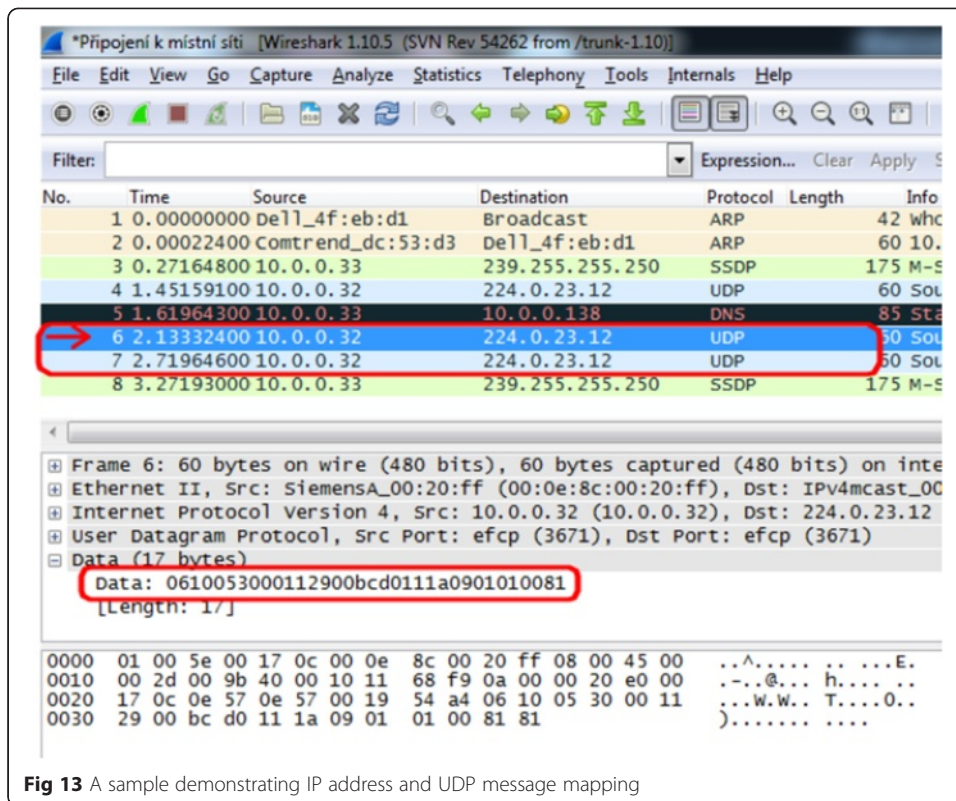 *Připojení k místní síti [Wireshark 1.10.5 (SVN Rev 54262 from /trunk-1.10)]
File Edit View Go Capture Analyze Statistics Telephony Tools Internals Help
Filter: Expression... Clear Apply S
No. Time Source Destination Protocol Length Info
1 0.00000000 Dell_4f:eb:d1 Broadcast ARP 42 Who
2 0.00022400 Comtrend_dc:53:d3 Dell_4f:eb:d1 ARP 60 10.
3 0.27164800 10.0.0.33 239.255.255.250 SSDP 175 M-S
4 1.45159100 10.0.0.32 224.0.23.12 UDP 60 Sou
5 1.61964300 10.0.0.33 10.0.0.138 DNS 85 Sta
6 2.13332400 10.0.0.32 224.0.23.12 UDP 60 Sou
7 2.71964600 10.0.0.32 224.0.23.12 UDP 60 Sou
8 3.27193000 10.0.0.33 239.255.255.250 SSDP 175 M-S
Frame 6: 60 bytes on wire (480 bits), 60 bytes captured (480 bits) on inte
Ethernet II, Src: SiemensA_00:20:ff (00:0e:8c:00:20:ff), Dst: IPv4mcast_00
Internet Protocol Version 4, Src: 10.0.0.32 (10.0.0.32), Dst: 224.0.23.12
User Datagram Protocol, Src Port: efcp (3671), Dst Port: efcp (3671)
Data (17 bytes)
Data: 0610053000112900bcd0111a0901010081
[Length: 17]
0000 01 00 5e 00 17 0c 00 0e 8c 00 20 ff 08 00 45 00 ..^..... .. ...E.
0010 00 2d 00 9b 40 00 10 11 68 f9 0a 00 00 20 e0 00 .-..@... h.... ..
0020 17 0c 0e 57 0e 57 00 19 54 a4 06 10 05 30 00 11 ...W.W.. T....0..
0030 29 00 bc d0 11 1a 09 01 01 00 81 81 )....... ....
Fig 13 A sample demonstrating IP address and UDP message mapping